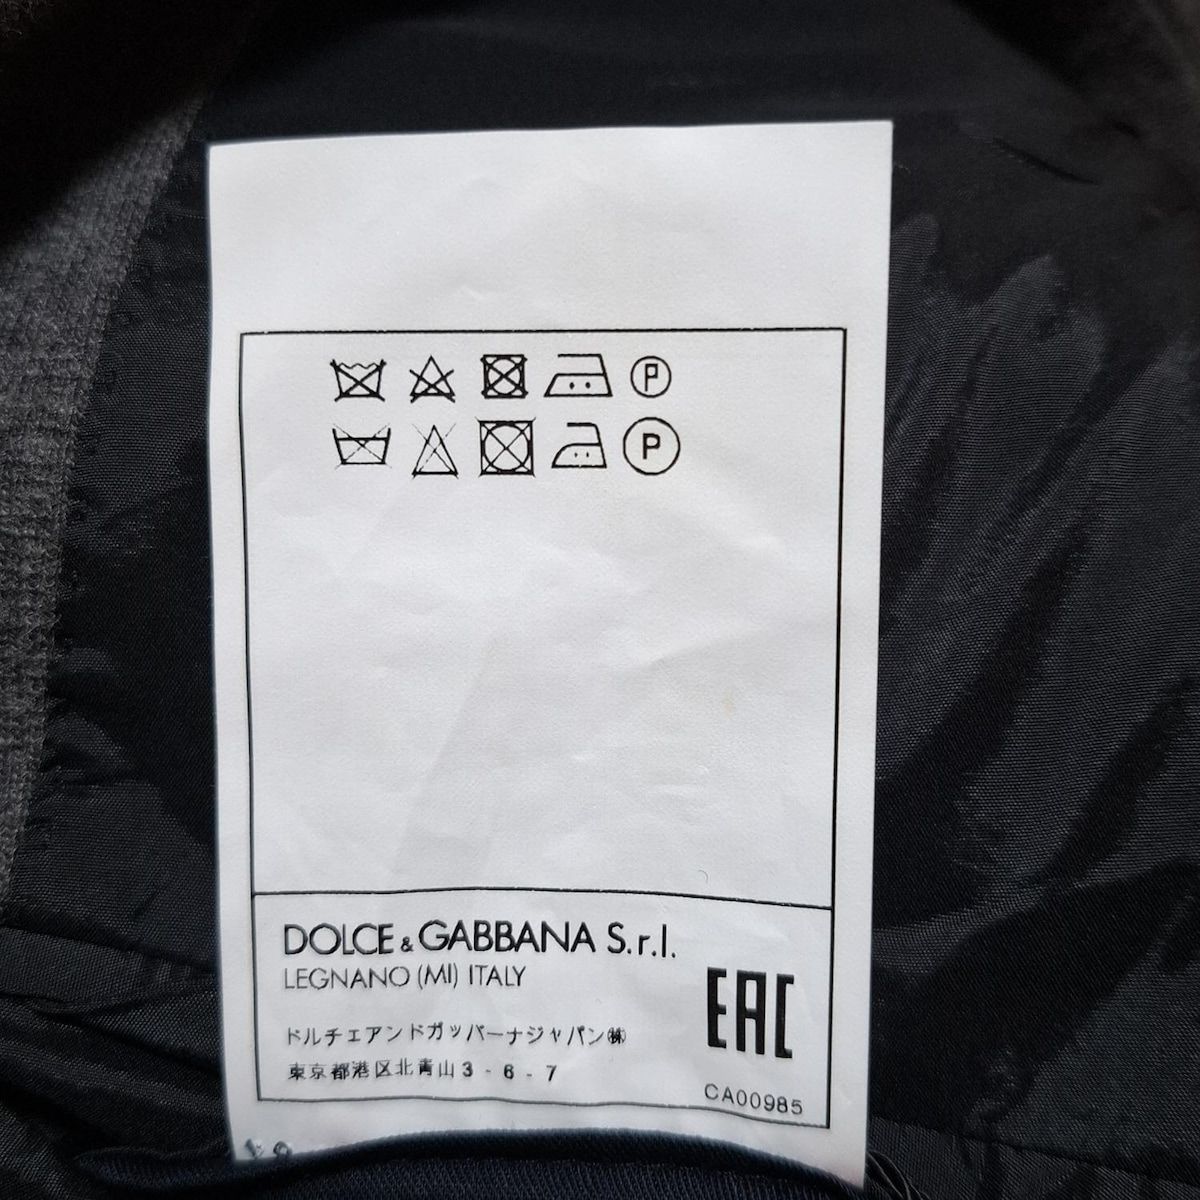 P
P
DOLCE & GABBANA S.r.l.
LEGNANO (MI) ITALY
ドルチェアンドガッバーナジャパン㈱
東京都港区北青山3-6-7
EAC
CA00985